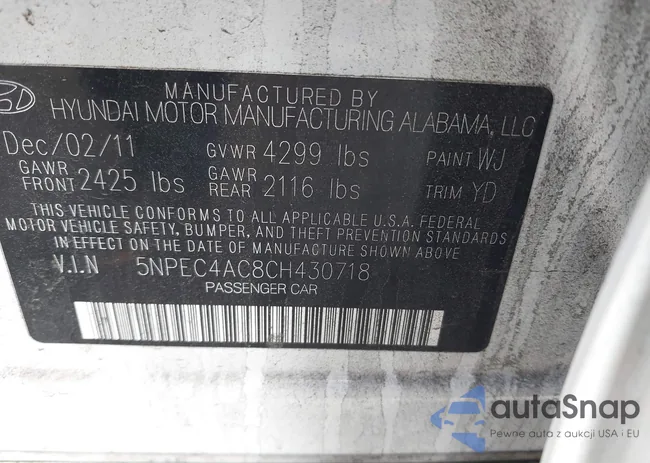 MANUFACTURED BY
HYUNDAI MOTOR MANUFACTURING ALABAMA, LLC
Dec/02/11 GVWR 4299 lbs PAINT WJ
GAWR FRONT 2425 lbs GAWR REAR 2116 lbs TRIM YD
THIS VEHICLE CONFORMS TO ALL APPLICABLE U.S.A. FEDERAL
MOTOR VEHICLE SAFETY, BUMPER, AND THEFT PREVENTION STANDARDS
IN EFFECT ON THE DATE OF MANUFACTURE SHOWN ABOVE.
V.I.N 5NPEC4AC8CH430718
PASSENGER CAR
autoSnap
Pewne auta z aukcji USA i EU